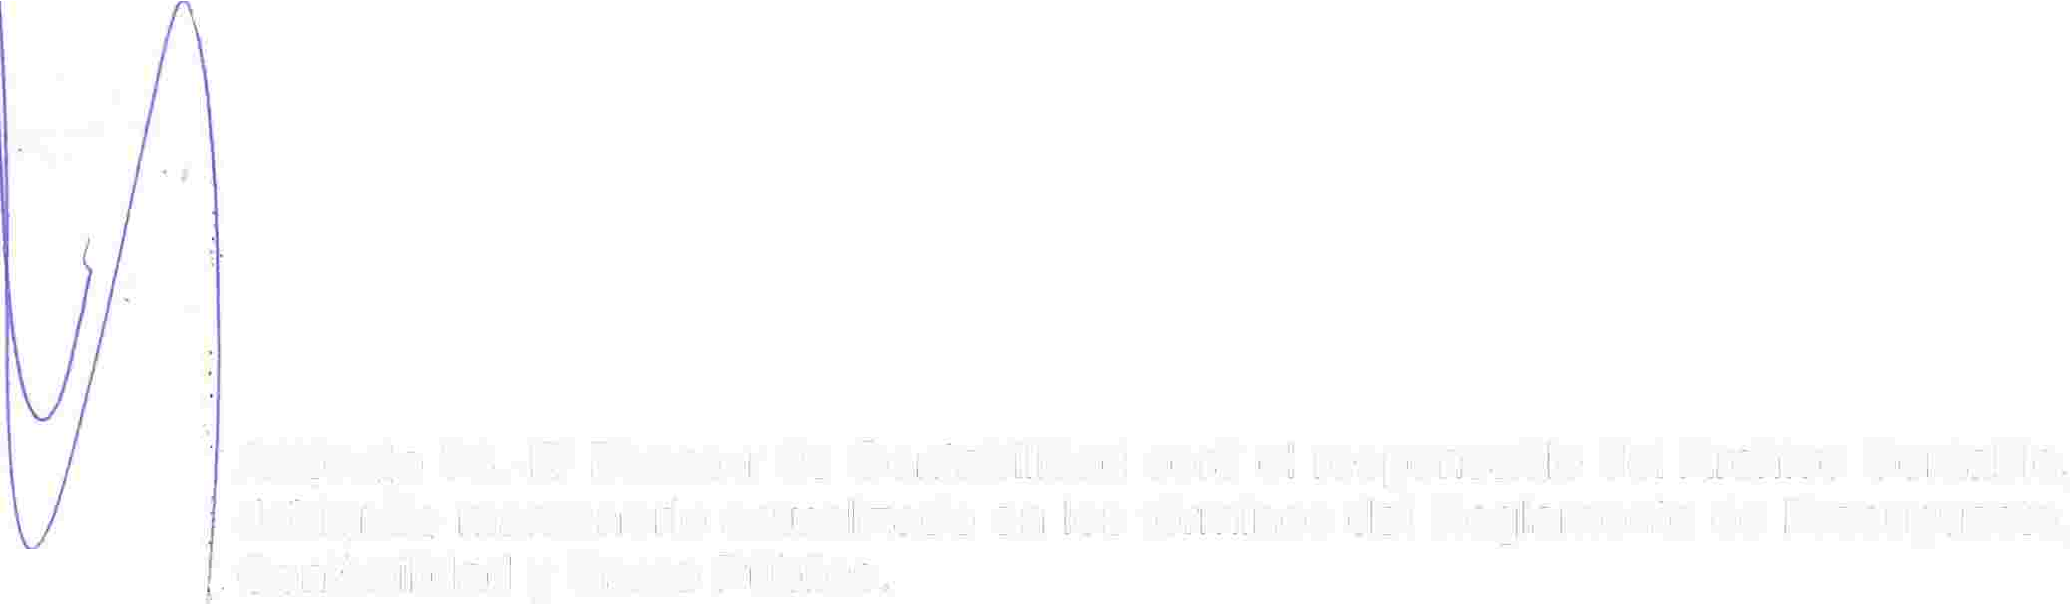 Artículo     .-El Tesorero de Contabilidad será el responsable del Archivo Contable,
debiendo mantenerlo actualizado en los términos del Reglamento de Presupuesto,
Contabilidad y Gasto Público.